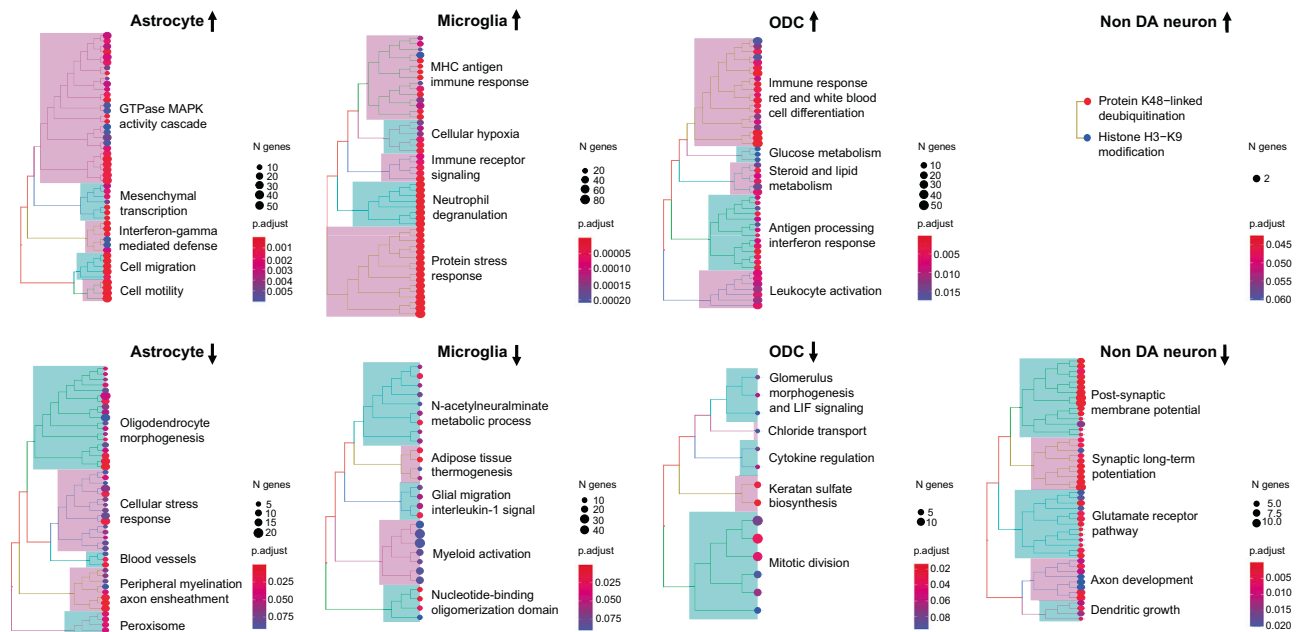 Astrocyte
GTPase MAPK
activity cascade
Mesenchymal
transcription
Interferon-gamma
mediated defense
Cell migration
Cell motility
N genes
10
20
30
40
50
p.adjust
0.001
0.002
0.003
0.004
0.005
Microglia
MHC antigen
immune response
Cellular hypoxia
Immune receptor
signaling
Neutrophil
degranulation
Protein stress
response
N genes
20
40
60
80
p.adjust
0.00005
0.00010
0.00015
0.00020
ODC
Immune response
red and white blood
cell differentiation
Glucose metabolism
Steroid and lipid
metabolism
Antigen processing
interferon response
Leukocyte activation
N genes
10
20
30
40
50
p.adjust
0.005
0.010
0.015
Non DA neuron
Protein K48−linked
deubiquitination
Histone H3−K9
modification
N genes
2
p.adjust
0.045
0.050
0.055
0.060
Astrocyte
Oligodendrocyte
morphogenesis
Cellular stress
response
Blood vessels
Peripheral myelination
axon ensheathment
Peroxisome
N genes
5
10
15
20
p.adjust
0.025
0.050
0.075
Microglia
N-acetylneuralminate
metabolic process
Adipose tissue
thermogenesis
Glial migration
interleukin-1 signal
Myeloid activation
Nucleotide-binding
oligomerization domain
N genes
10
20
30
40
p.adjust
0.025
0.050
0.075
ODC
Glomerulus
morphogenesis
and LIF signaling
Chloride transport
Cytokine regulation
Keratan sulfate
biosynthesis
Mitotic division
N genes
5
10
p.adjust
0.02
0.04
0.06
0.08
Non DA neuron
Post-synaptic
membrane potential
Synaptic long-term
potentiation
Glutamate receptor
pathway
Axon development
Dendritic growth
N genes
5.0
7.5
10.0
p.adjust
0.005
0.010
0.015
0.020